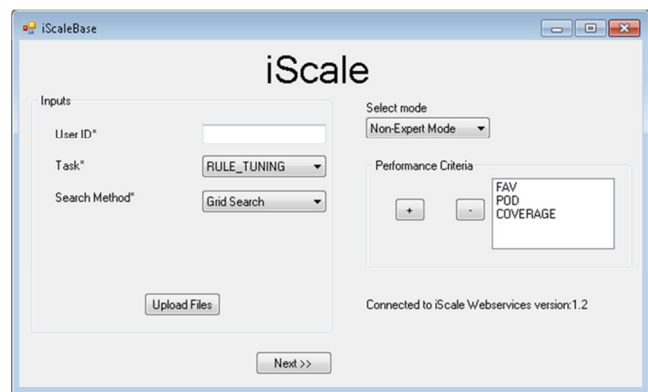 iScaleBase
iScale
Inputs
User ID*
Task*
RULE_TUNING
Search Method*
Grid Search
Upload Files
Next >>
Select mode
Non-Expert Mode
Performance Criteria
+
-
FAV
POD
COVERAGE
Connected to iScale Webservices version:1.2